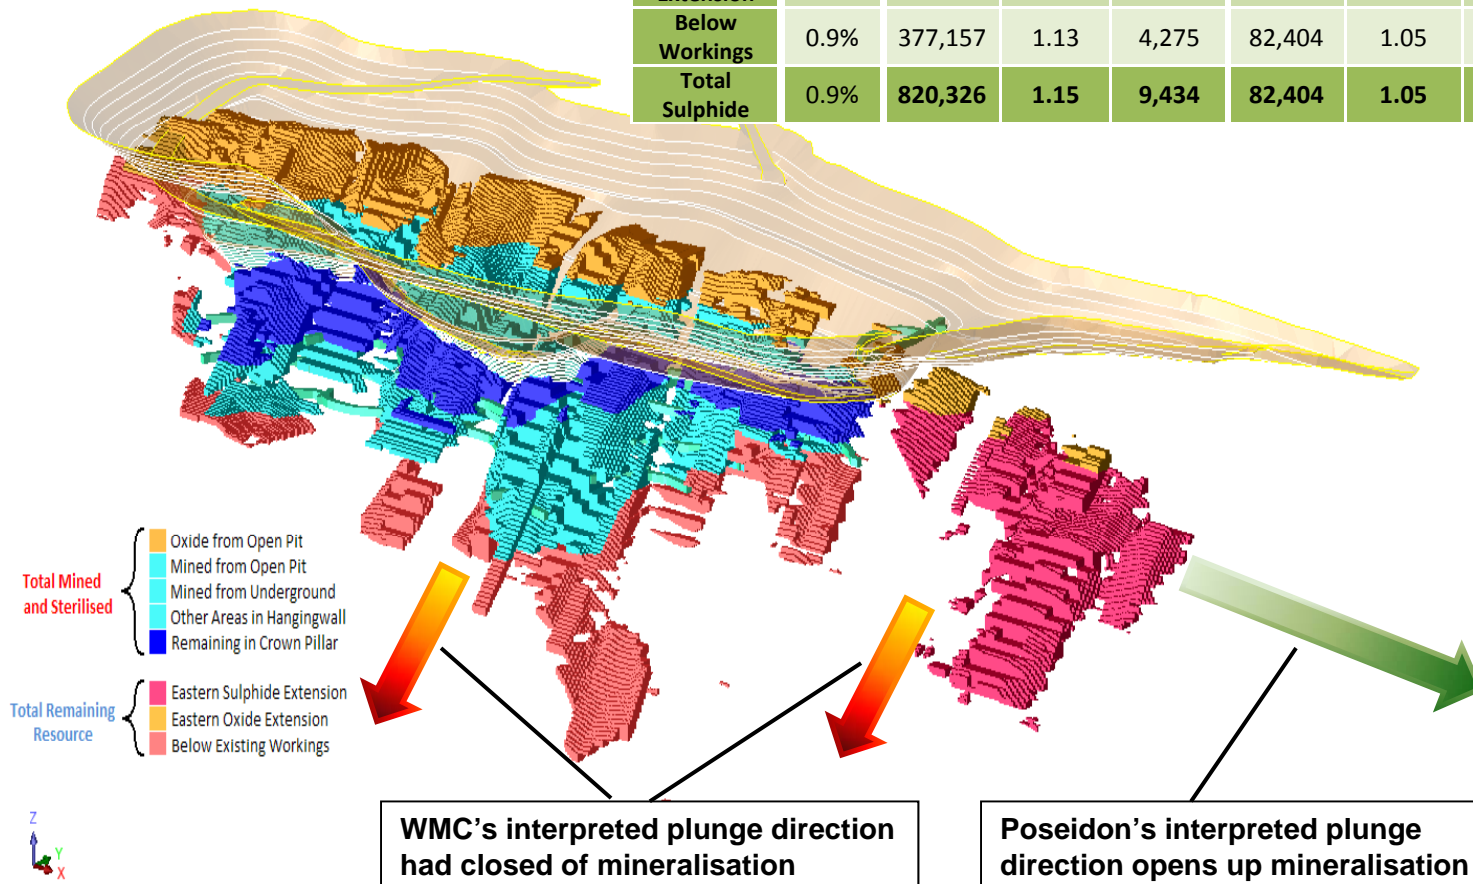 Extension
Below Workings 0.9% 377,157 1.13 4,275 82,404 1.05
Total Sulphide 0.9% 820,326 1.15 9,434 82,404 1.05
Total Mined and Sterilised
Oxide from Open Pit
Mined from Open Pit
Mined from Underground
Other Areas in Hangingwall
Remaining in Crown Pillar
Total Remaining Resource
Eastern Sulphide Extension
Eastern Oxide Extension
Below Existing Workings
Z
Y
X
WMC's interpreted plunge direction
had closed of mineralisation
Poseidon's interpreted plunge
direction opens up mineralisation